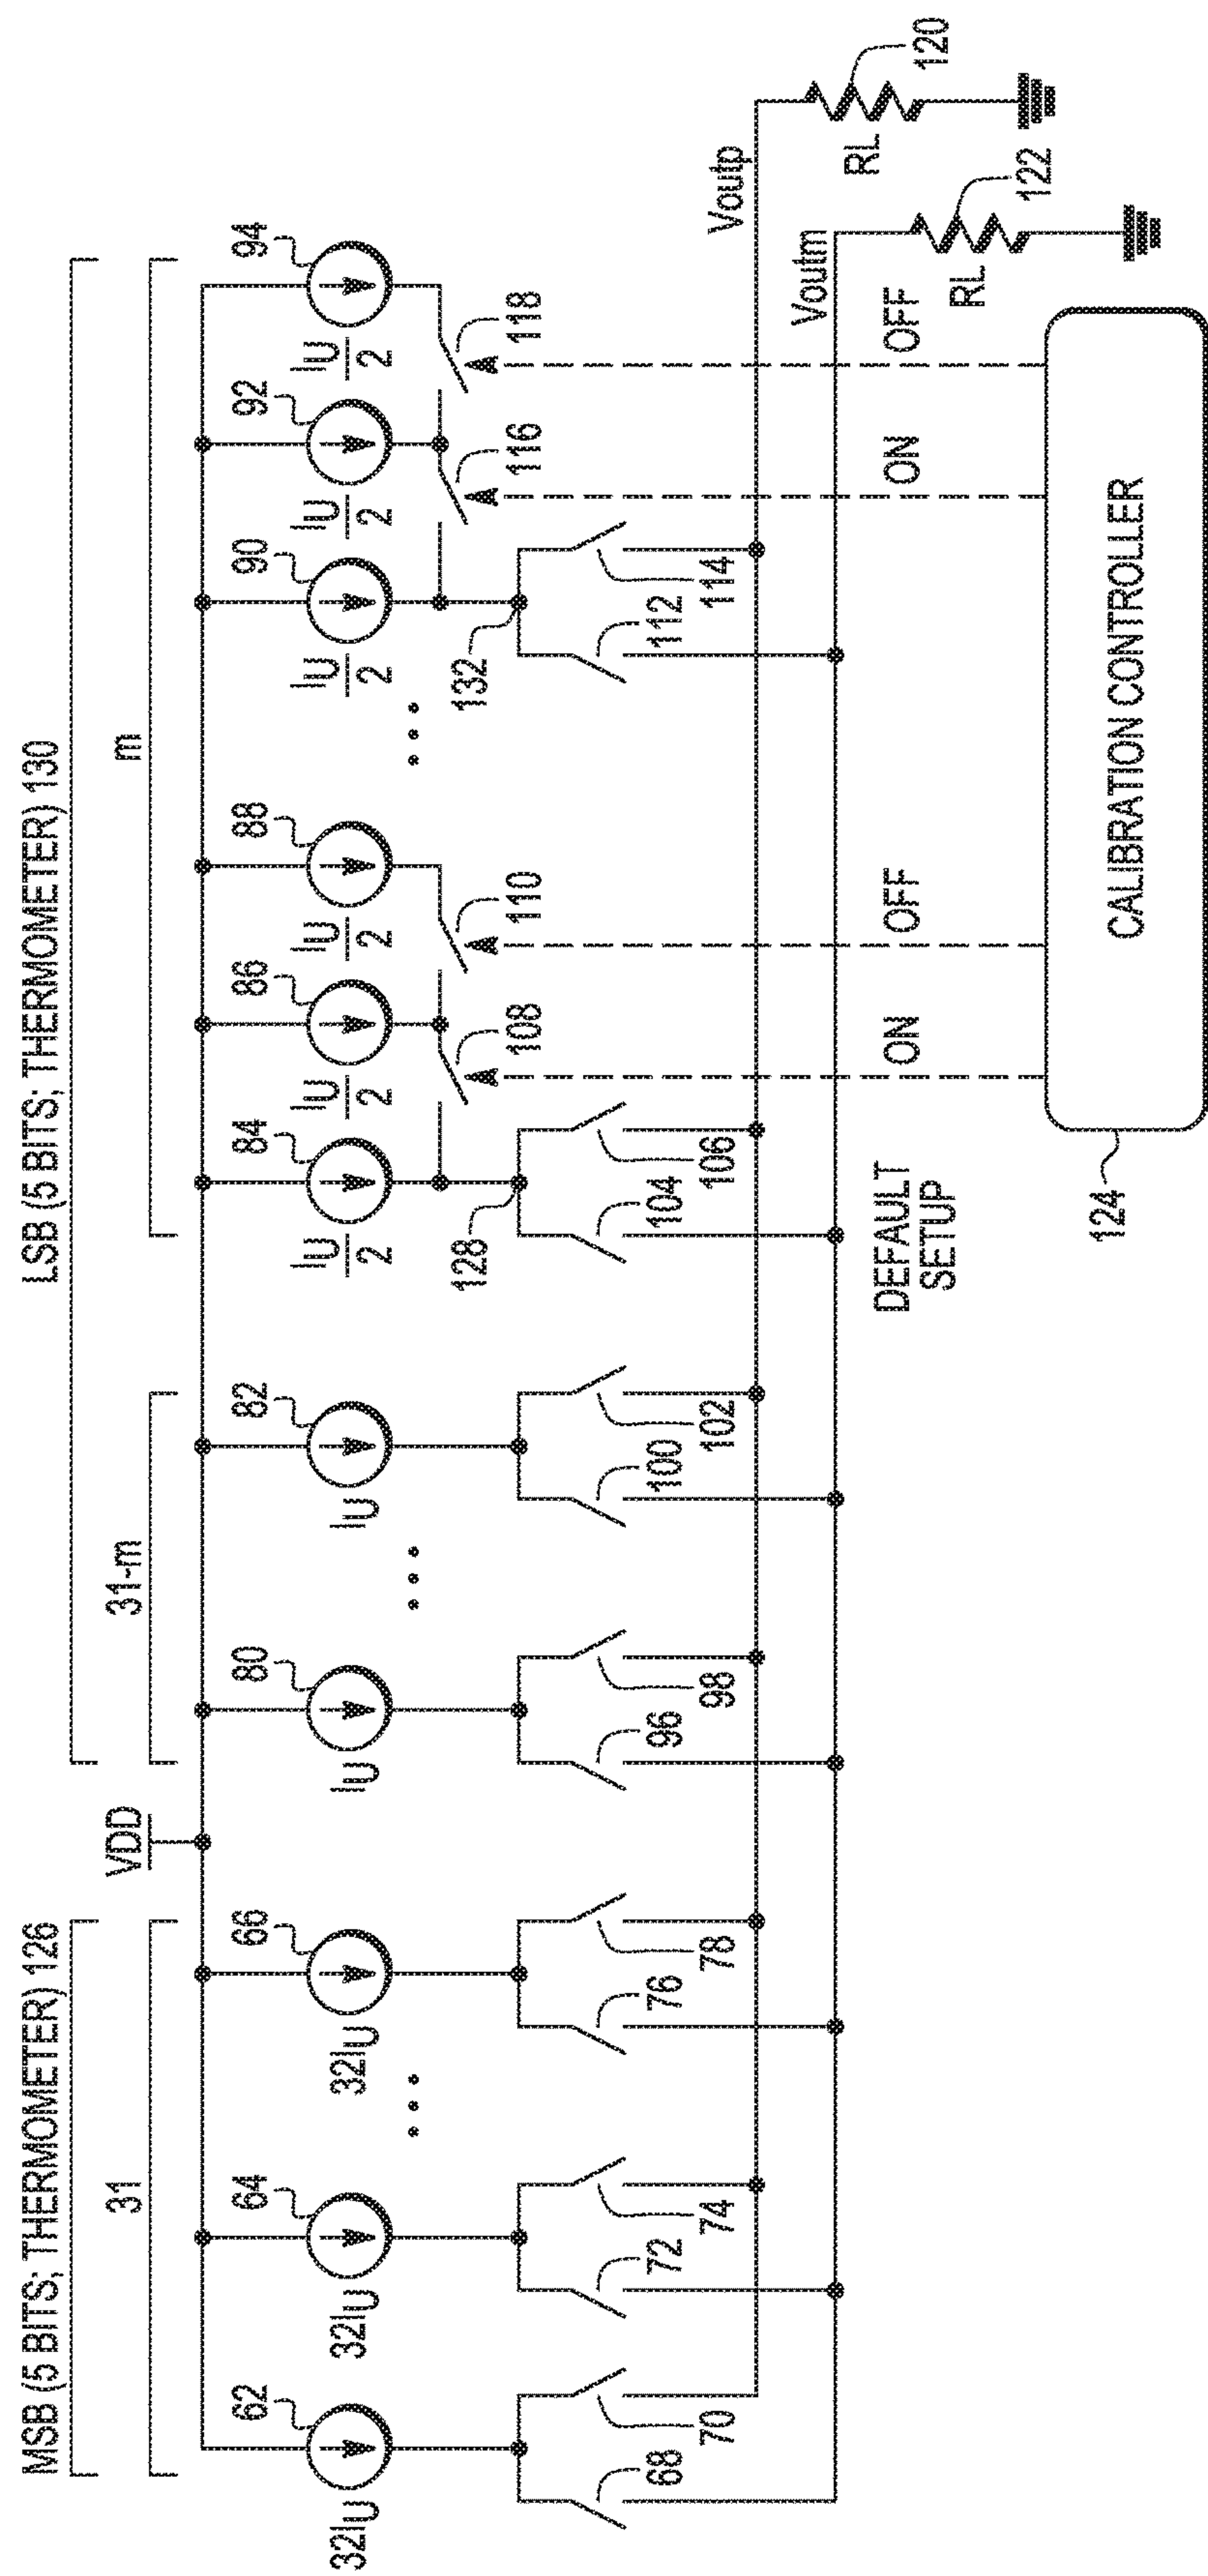 MSB (5 BITS; THERMOMETER) 126
LSB (5 BITS; THERMOMETER) 130
31
VDD
31-m
m
62
64
66
80
82
84
86
88
90
92
94
32IU
32IU
32IU
IU
IU
IU/2
IU/2
IU/2
IU/2
IU/2
IU/2
128
108
110
132
116
118
68
70
72
74
76
78
96
98
100
102
104
106
112
114
Voutp
Voutm
RL
120
RL
122
DEFAULT
SETUP
ON
OFF
ON
OFF
124
CALIBRATION CONTROLLER